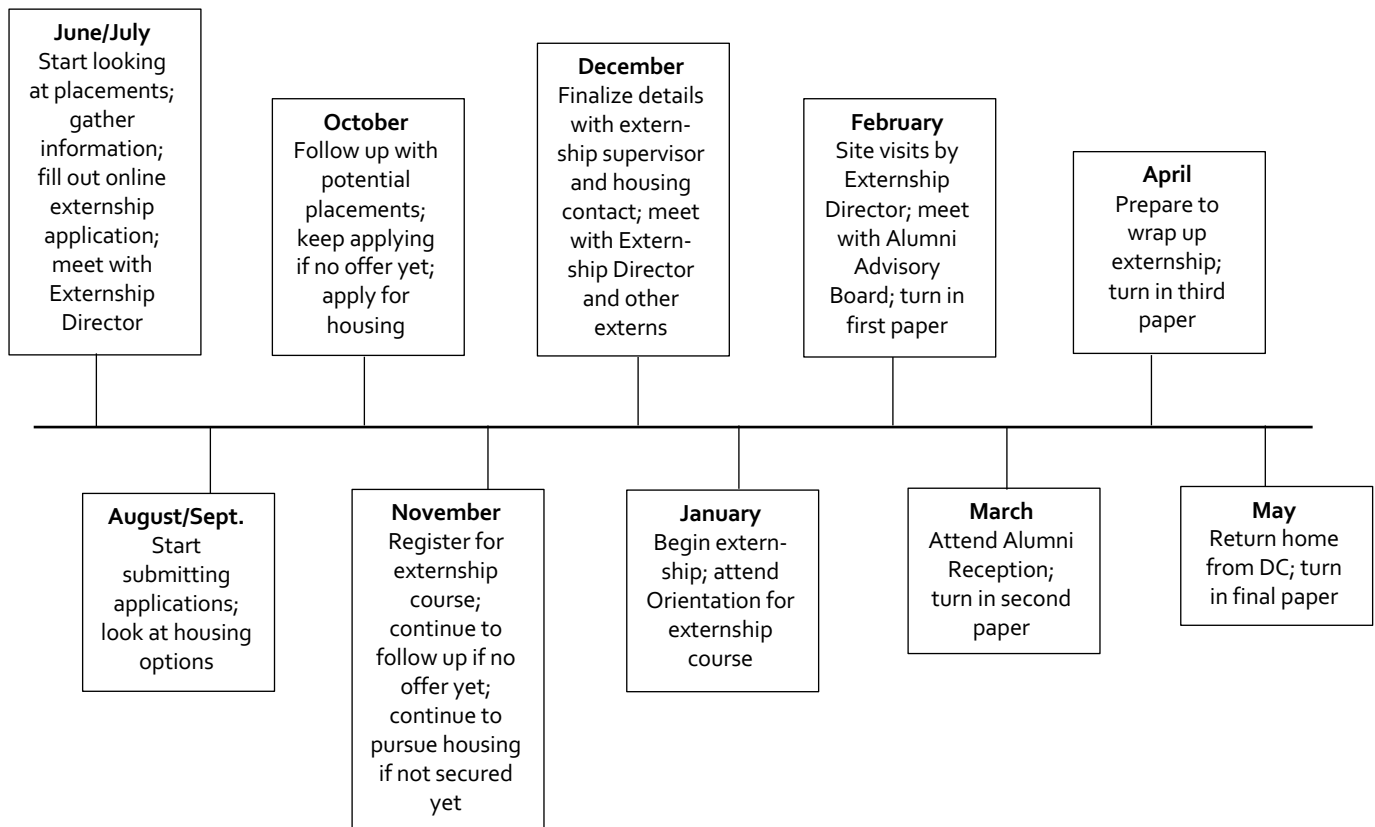 June/July
Start looking
at placements;
gather
information;
fill out online
externship
application;
meet with
Externship
Director
August/Sept.
Start
submitting
applications;
look at housing
options
October
Follow up with
potential
placements;
keep applying
if no offer yet;
apply for
housing
November
Register for
externship
course;
continue to
follow up if no
offer yet;
continue to
pursue housing
if not secured
yet
December
Finalize details
with extern-
ship supervisor
and housing
contact; meet
with Extern-
ship Director
and other
externs
January
Begin extern-
ship; attend
Orientation for
externship
course
February
Site visits by
Externship
Director; meet
with Alumni
Advisory
Board; turn in
first paper
March
Attend Alumni
Reception;
turn in second
paper
April
Prepare to
wrap up
externship;
turn in third
paper
May
Return home
from DC; turn
in final paper